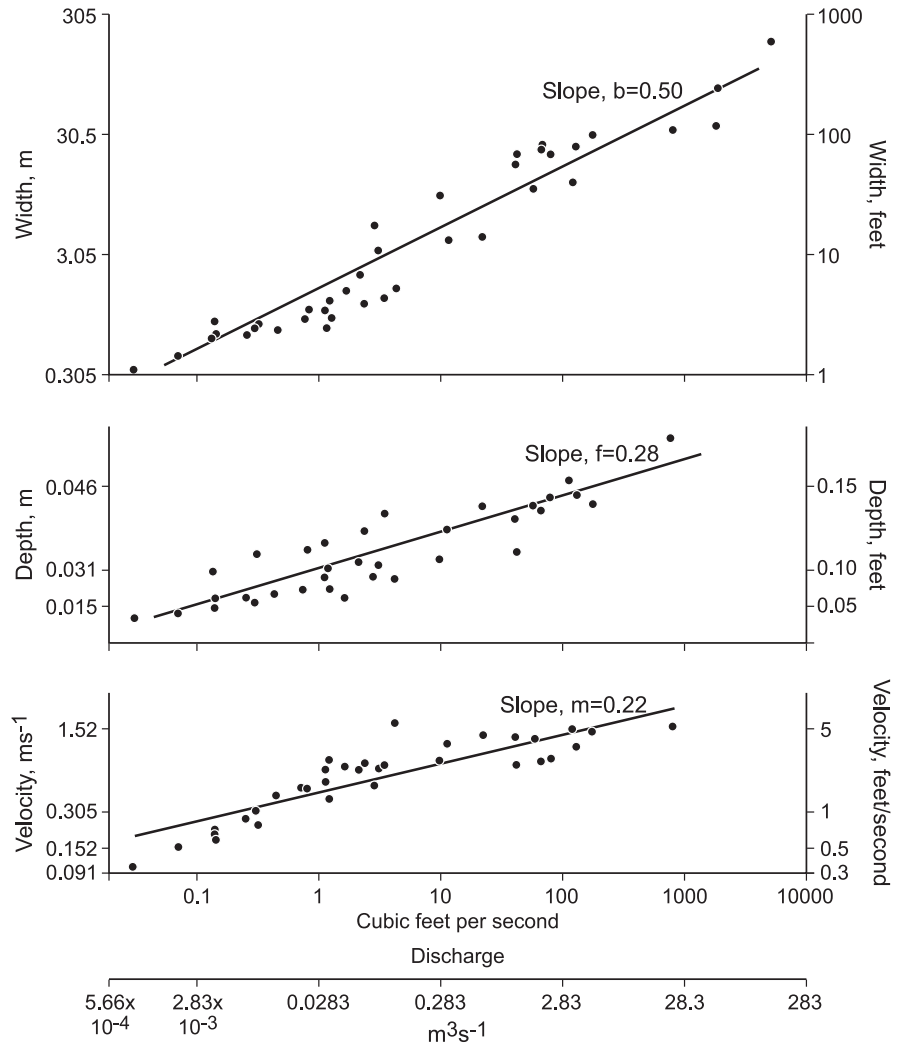 305
1000
Slope, b=0.50
30.5
100
Width, m
Width, feet
3.05
10
0.305
1
Slope, f=0.28
0.046
0.15
Depth, m
Depth, feet
0.031
0.10
0.015
0.05
Slope, m=0.22
1.52
5
Velocity, ms-1
Velocity, feet/second
0.305
1
0.152
0.5
0.091
0.3
0.1 1 10 100 1000 10000
Cubic feet per second
Discharge
5.66x 2.83x 0.0283 0.283 2.83 28.3 283
10-4 10-3
m3s-1